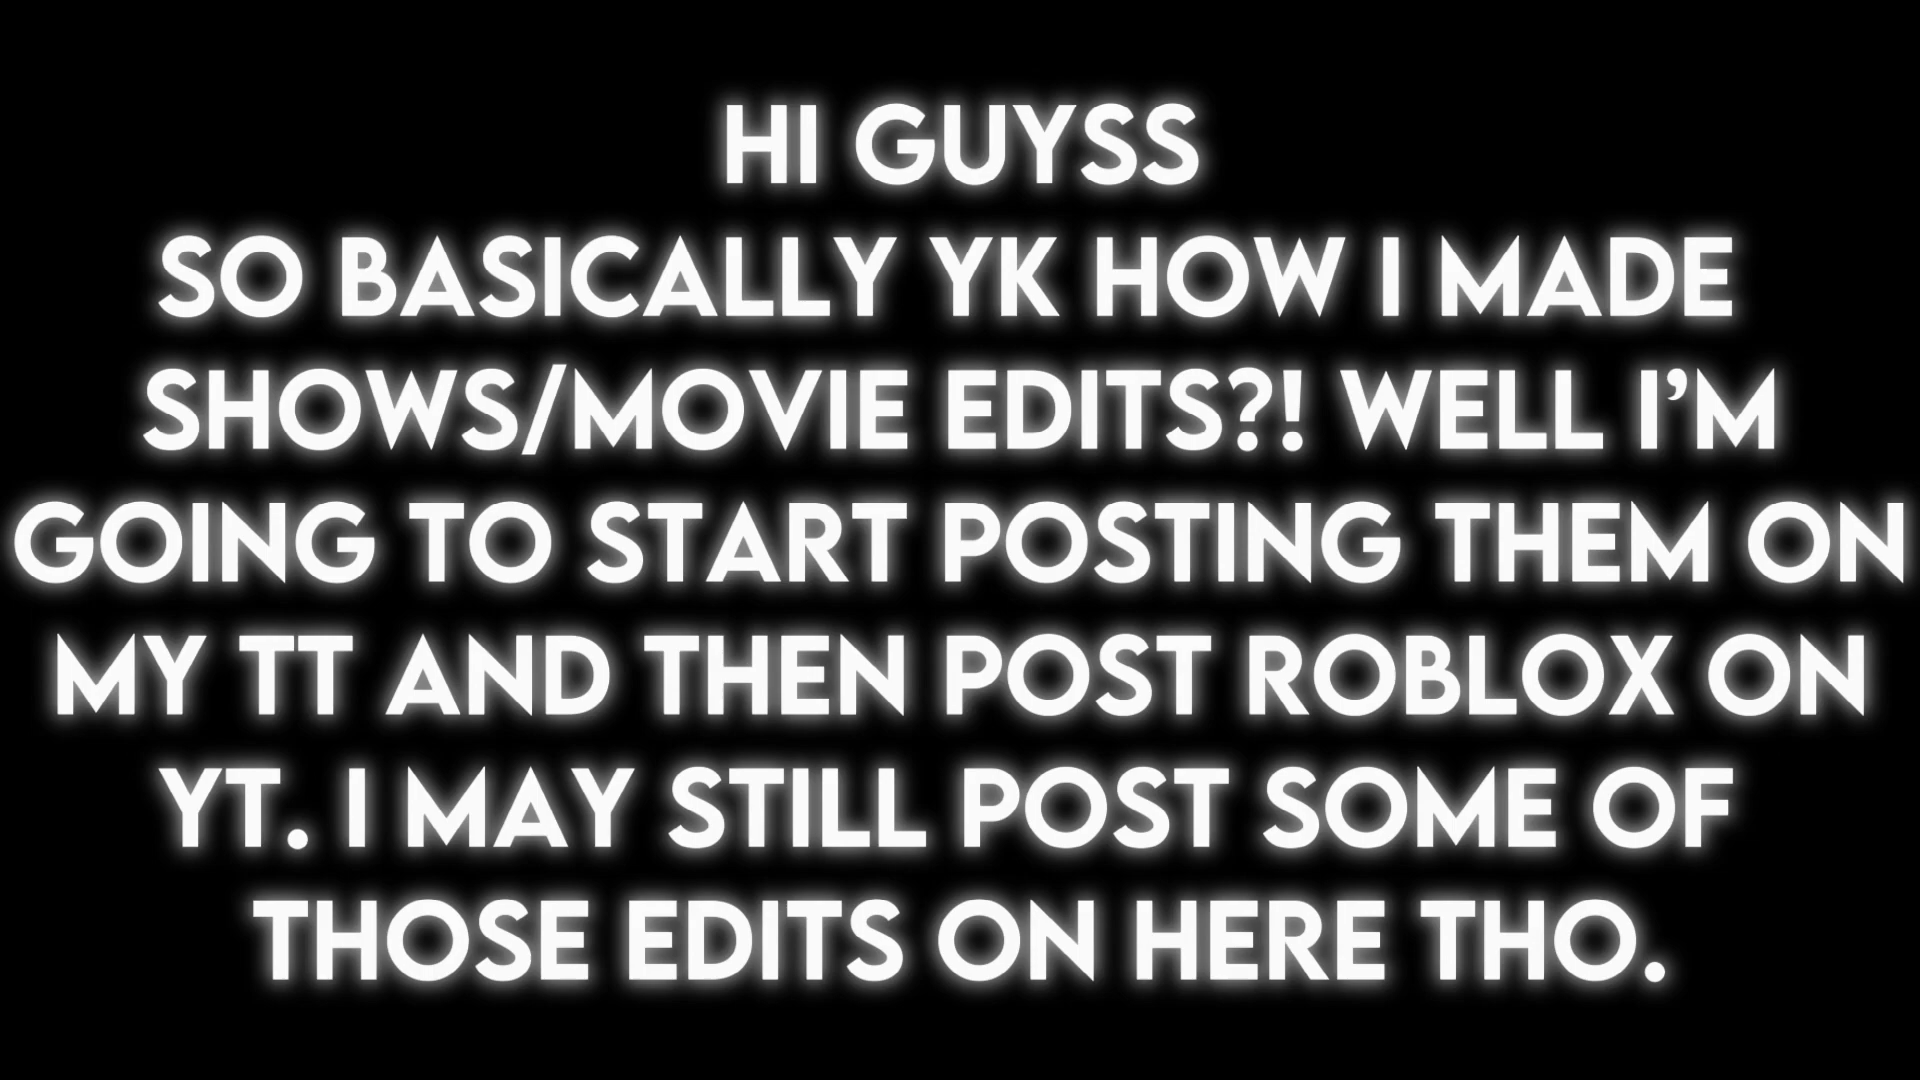 HI GUYSS
SO BASICALLY YK HOW I MADE
SHOWS/MOVIE EDITS?! WELL I’M
GOING TO START POSTING THEM ON
MY TT AND THEN POST ROBLOX ON
YT. I MAY STILL POST SOME OF
THOSE EDITS ON HERE THO.